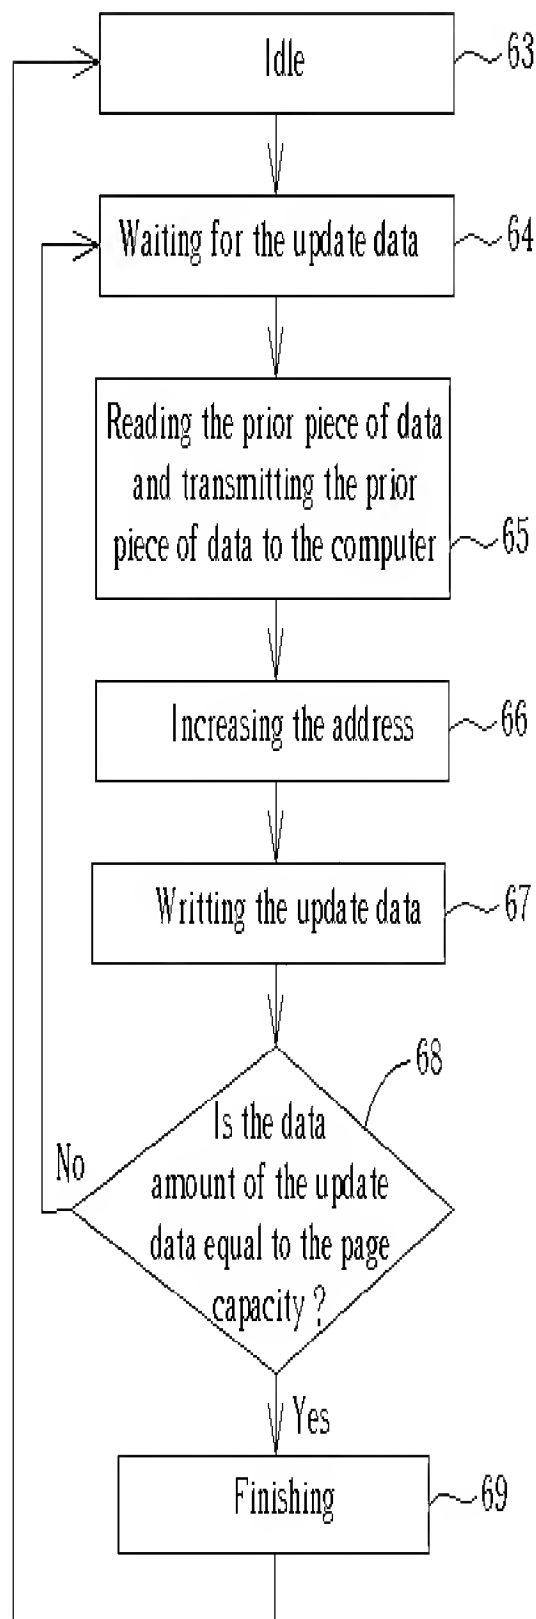 Idle
63
Waiting for the update data
64
Reading the prior piece of data
and transmitting the prior
piece of data to the computer
65
Increasing the address
66
Writting the update data
67
68
Is the data
amount of the update
data equal to the page
capacity?
No
Yes
Finishing
69